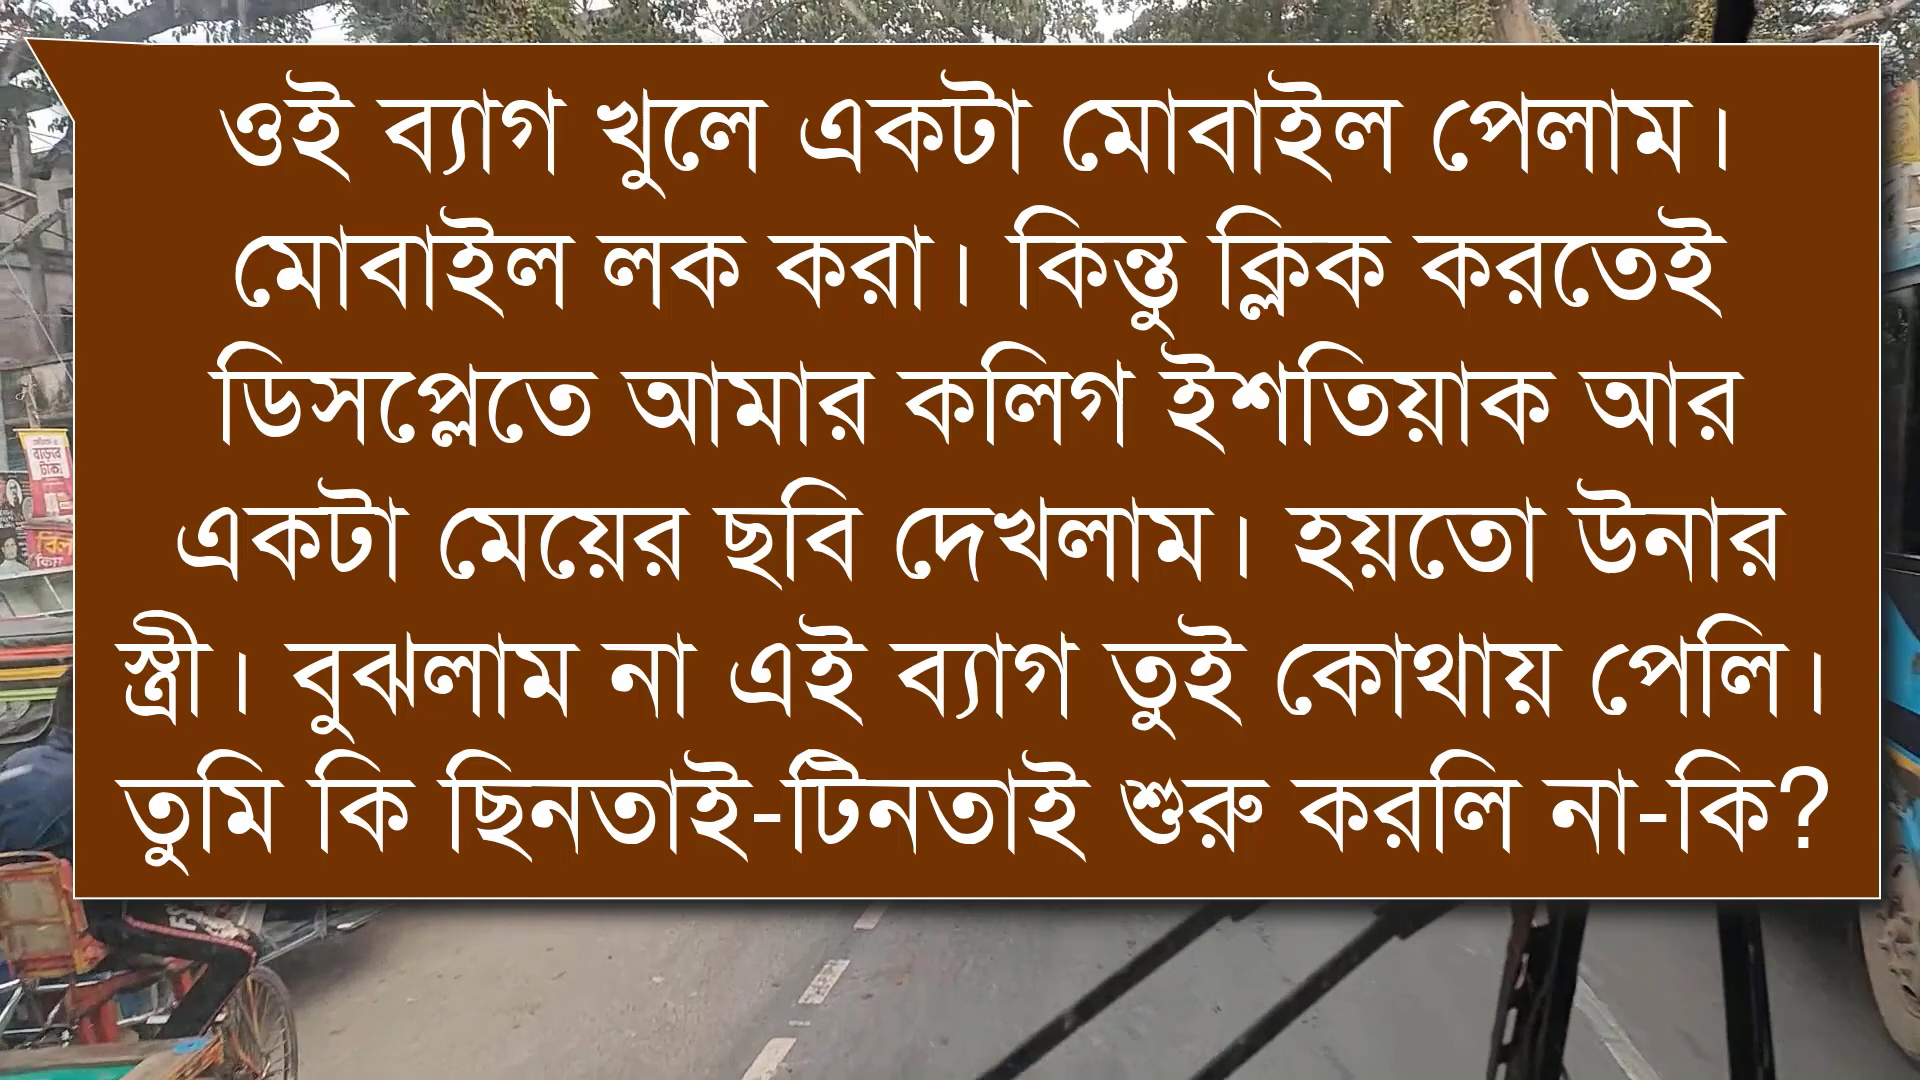 ওই ব্যাগ খুলে একটা মোবাইল পেলাম।
মোবাইল লক করা। কিন্তু ক্লিক করতেই
ডিসপ্লেতে আমার কলিগ ইশতিয়াক আর
একটা মেয়ের ছবি দেখলাম। হয়তো উনার
স্ত্রী। বুঝলাম না এই ব্যাগ তুই কোথায় পেলি।
তুমি কি ছিনতাই-টিনতাই শুরু করলি না-কি?